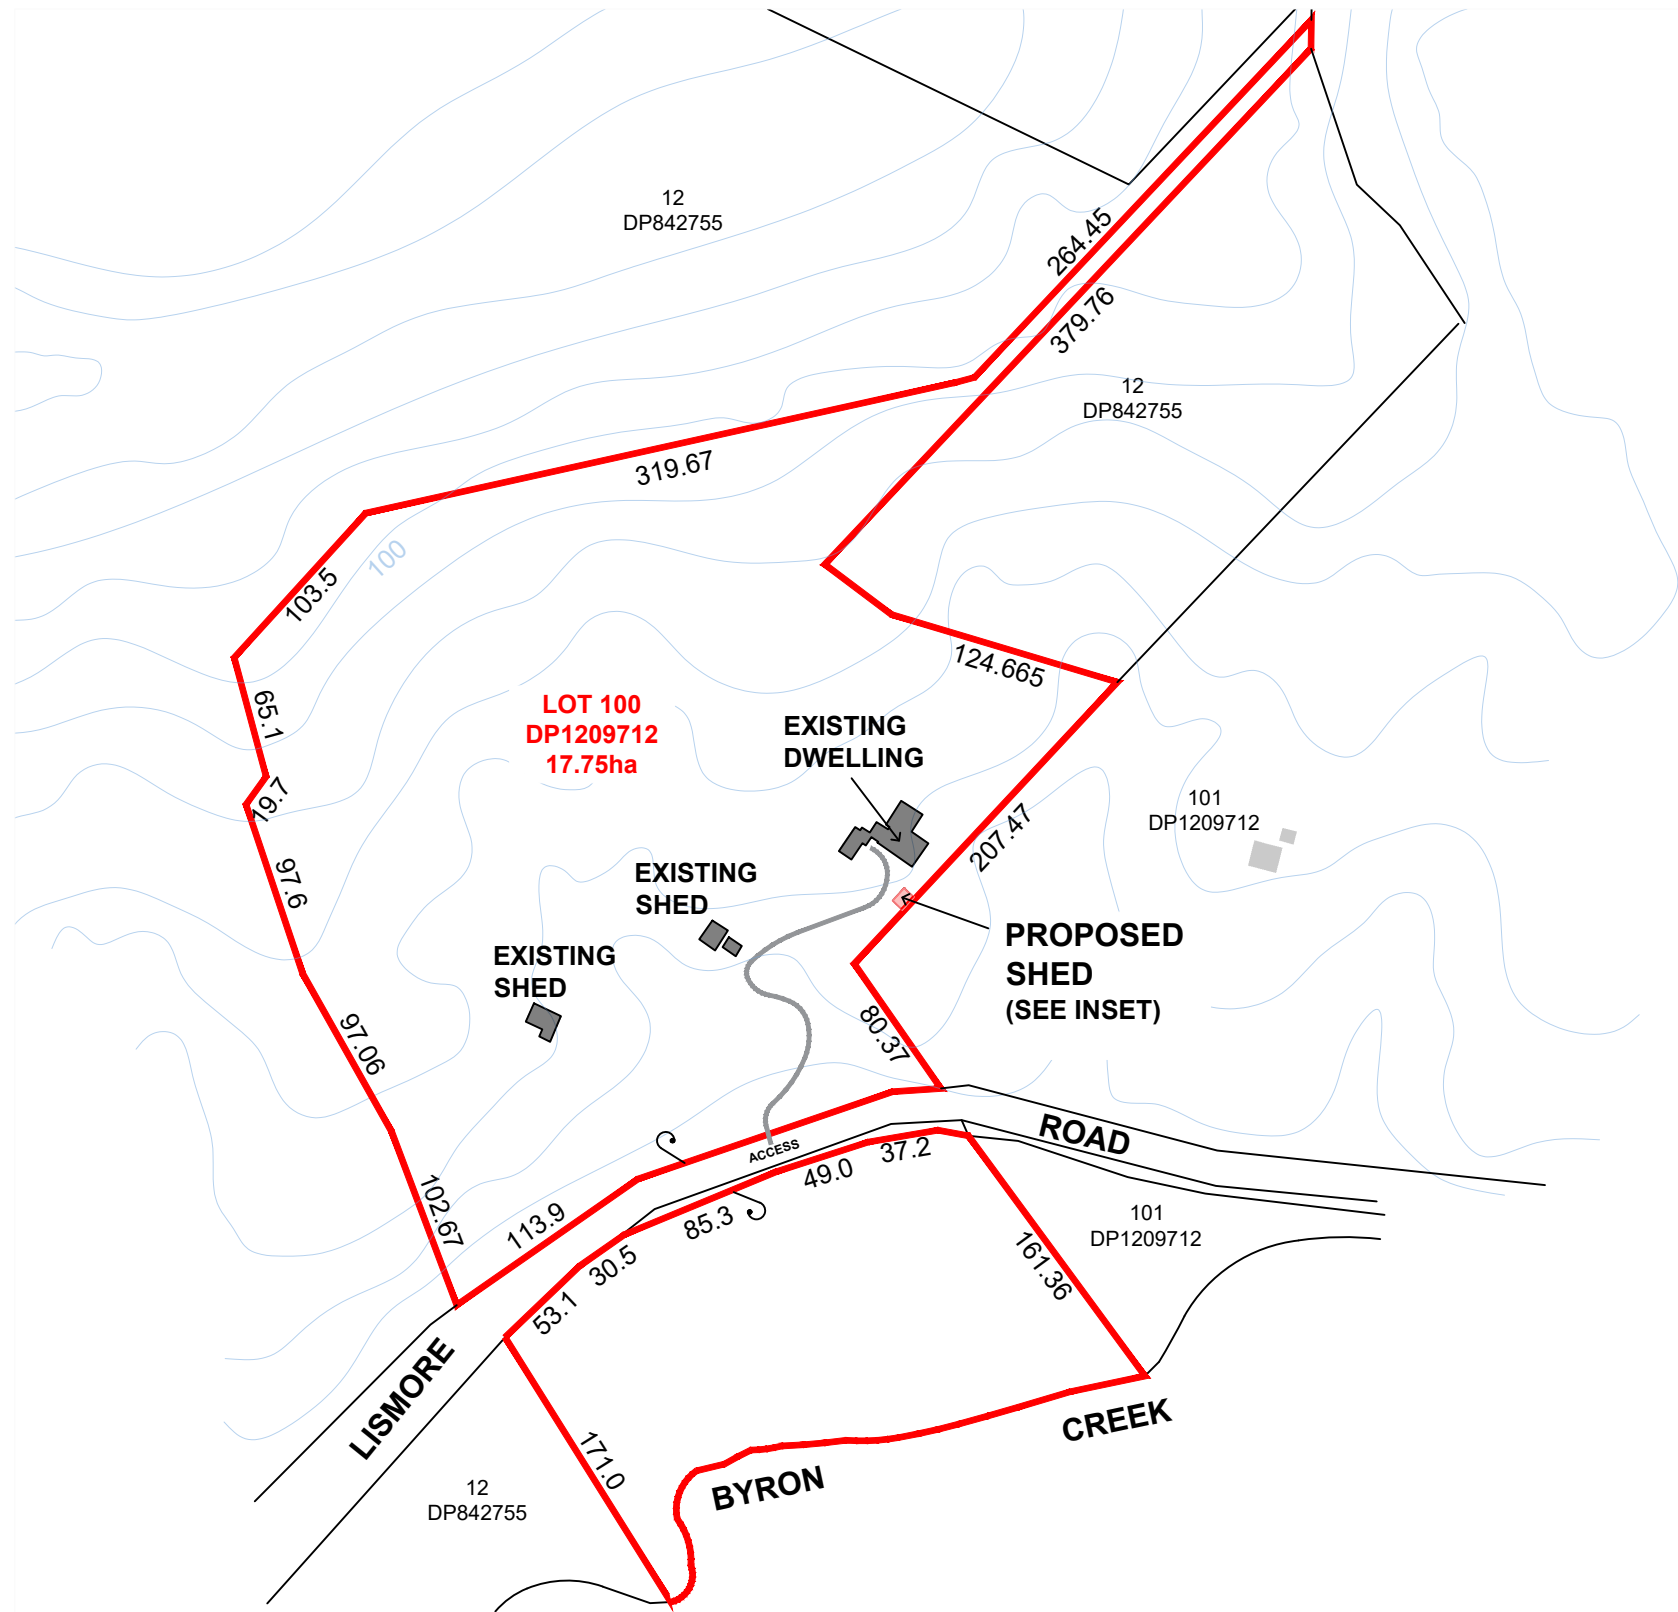 12
DP842755
264.45
379.76
12
DP842755
319.67
100
103.5
124.665
65.1
LOT 100
DP1209712
17.75ha
EXISTING
DWELLING
19.7
207.47
101
DP1209712
97.6
EXISTING
SHED
PROPOSED
SHED
(SEE INSET)
EXISTING
SHED
97.06
80.37
ROAD
ACCESS
37.2
49.0
102.67
113.9
85.3
101
DP1209712
30.5
161.36
53.1
LISMORE
CREEK
171.0
BYRON
12
DP842755